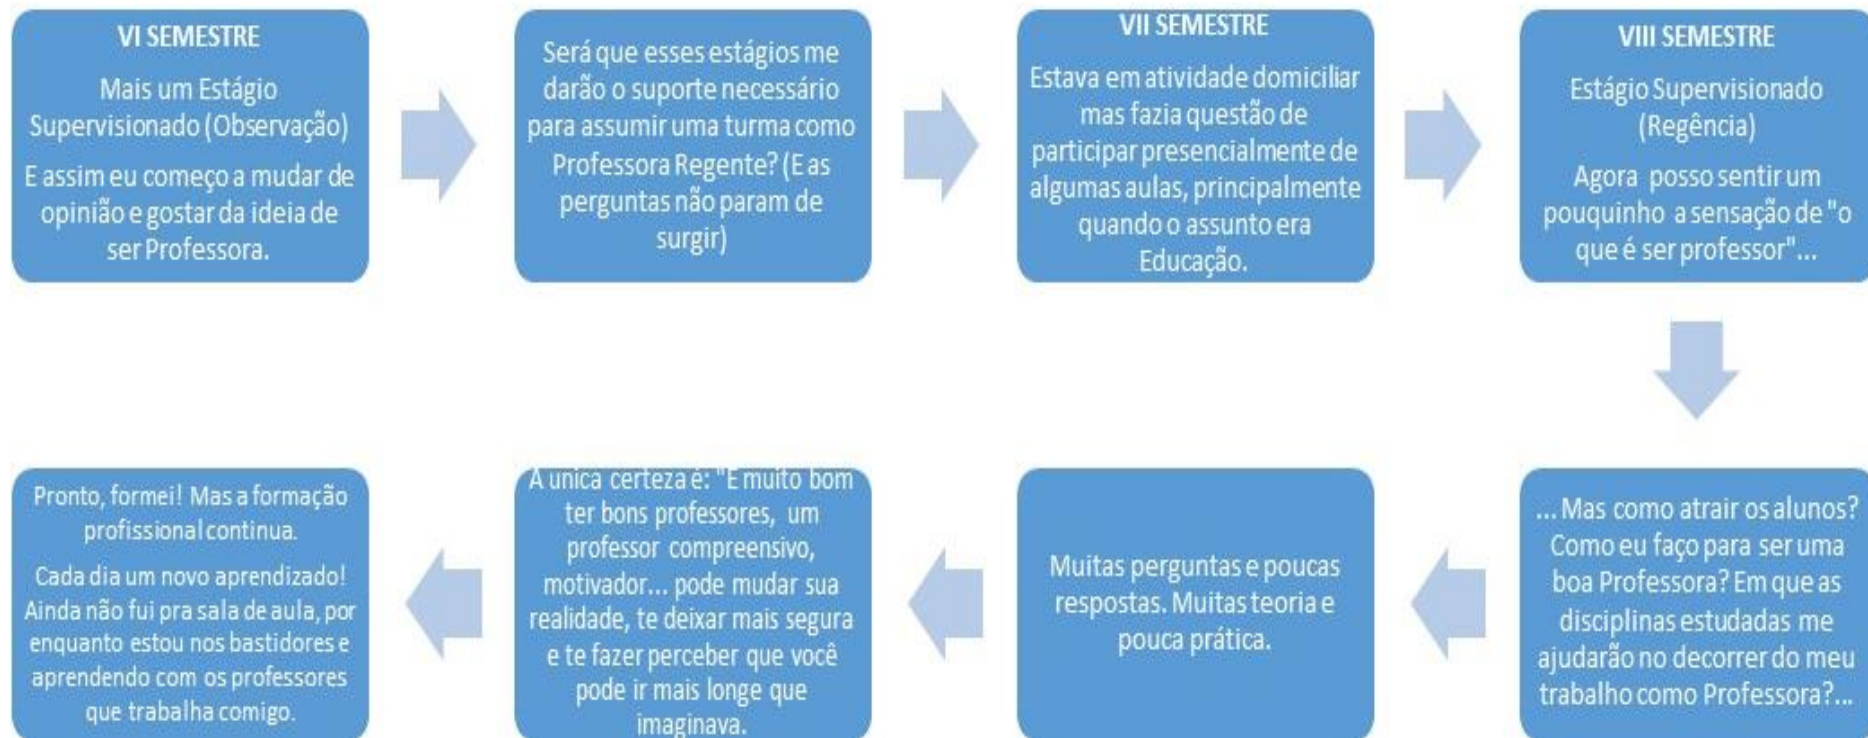 VI SEMESTRE
Mais um Estágio
Supervisionado (Observação)
E assim eu começo a mudar de
opinião e gostar da ideia de
ser Professora.
Será que esses estágios me
darão o suporte necessário
para assumir uma turma como
Professora Regente? (E as
perguntas não param de
surgir)
VII SEMESTRE
Estava em atividade domiciliar
mas fazia questão de
participar presencialmente de
algumas aulas, principalmente
quando o assunto era
Educação.
VIII SEMESTRE
Estágio Supervisionado
(Regência)
Agora posso sentir um
pouquinho a sensação de "o
que é ser professor"...
... Mas como atrair os alunos?
Como eu faço para ser uma
boa Professora? Em que as
disciplinas estudadas me
ajudarão no decorrer do meu
trabalho como Professora?...
Muitas perguntas e poucas
respostas. Muitas teoria e
pouca prática.
A unica certeza é: "E muito bom
ter bons professores, um
professor compreensivo,
motivador... pode mudar sua
realidade, te deixar mais segura
e te fazer perceber que você
pode ir mais longe que
imaginava.
Pronto, formei! Mas a formação
profissional continua.
Cada dia um novo aprendizado!
Ainda não fui pra sala de aula, por
enquanto estou nos bastidores e
aprendendo com os professores
que trabalha comigo.